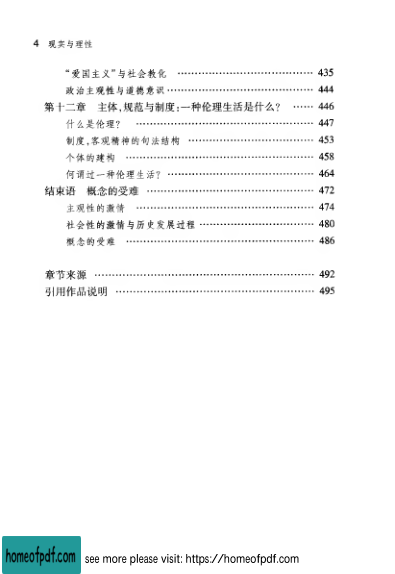 4 现实与理性
“爱国主义”与社会教化 …… 435
政治主观性与道德意识 …… 444
第十二章 主体,规范与制度:一种伦理生活是什么? …… 446
什么是伦理? …… 447
制度,客观精神的句法结构 …… 453
个体的建构 …… 458
何谓过一种伦理生活? …… 464
结束语 概念的受难 …… 472
主观性的激情 …… 474
社会性的激情与历史发展过程 …… 480
概念的受难 …… 486
章节来源 …… 492
引用作品说明 …… 495
homeofpdf.com see more please visit: https://homeofpdf.com